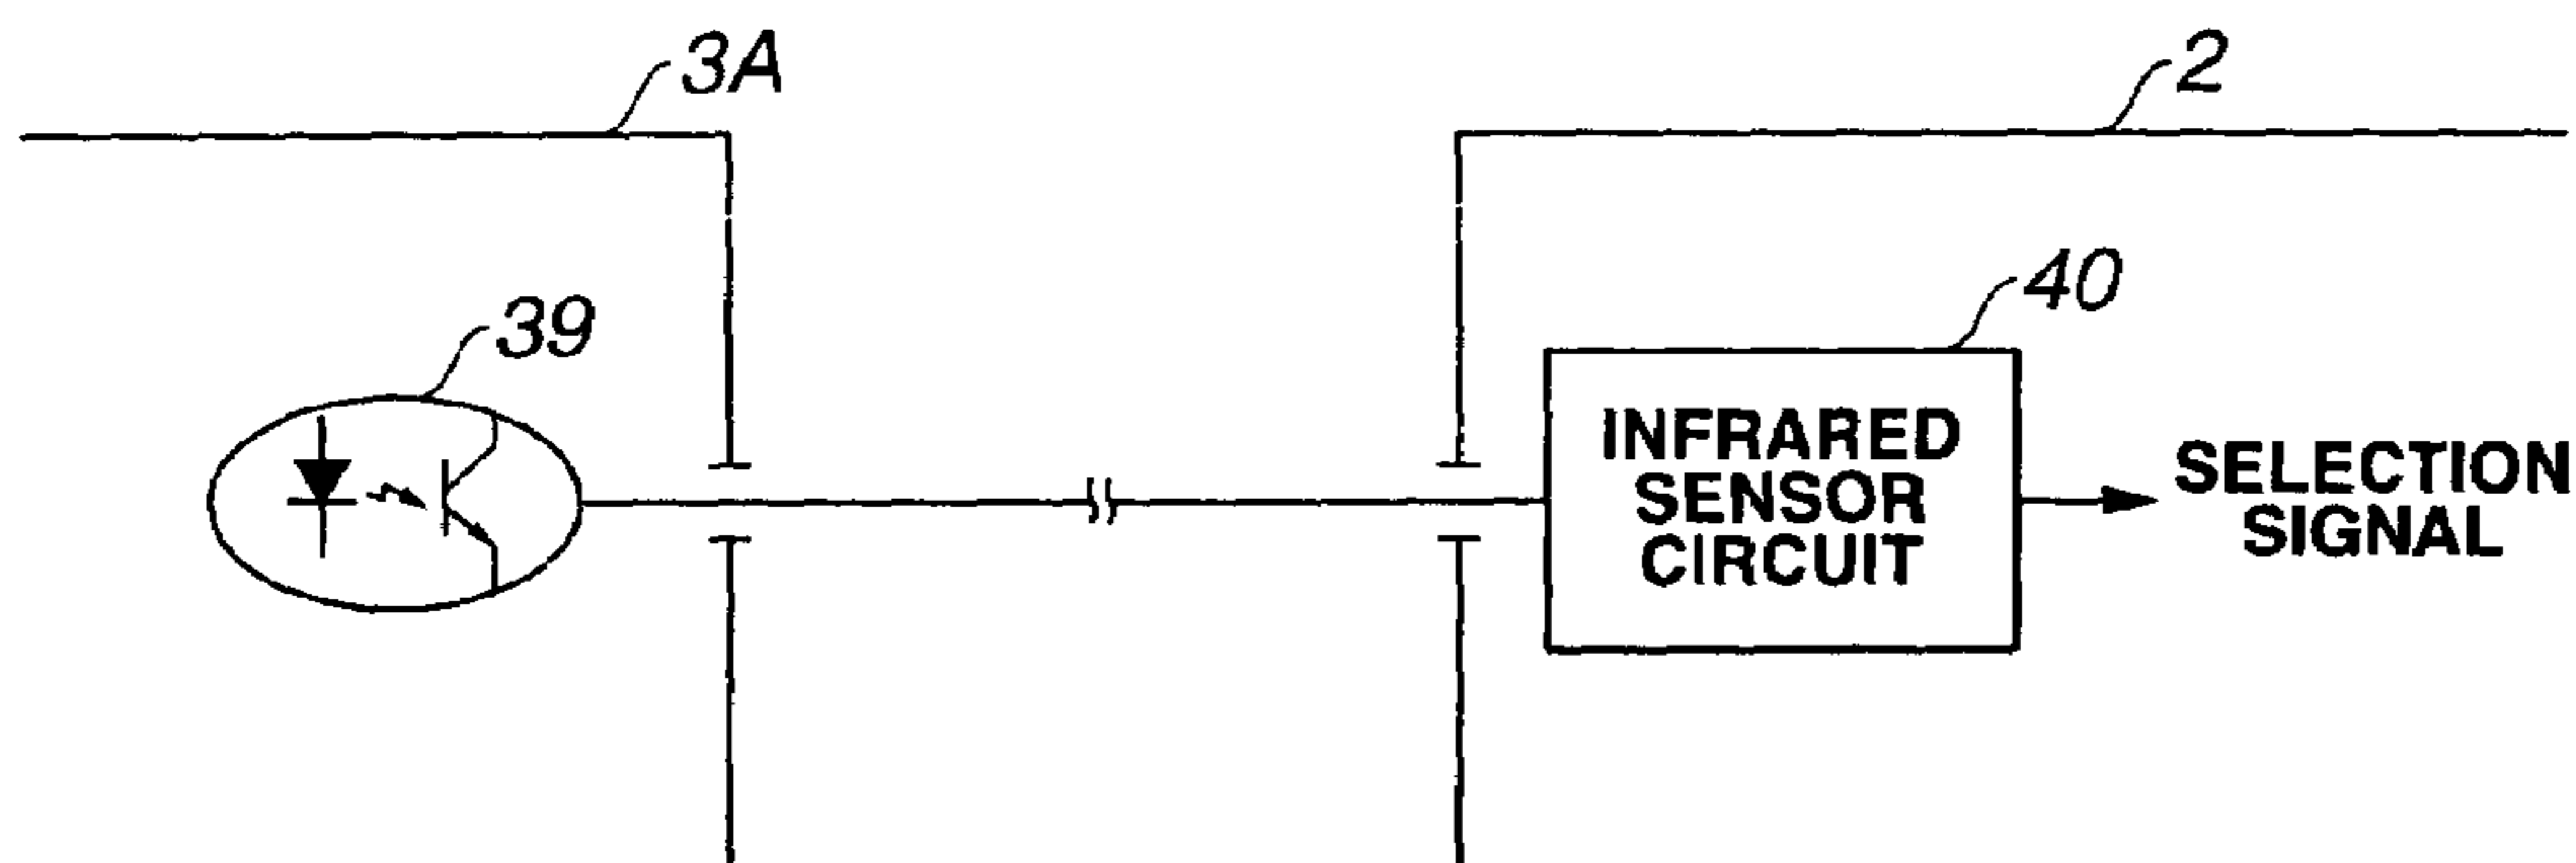 3A
2
39
40
INFRARED
SENSOR
CIRCUIT
SELECTION
SIGNAL